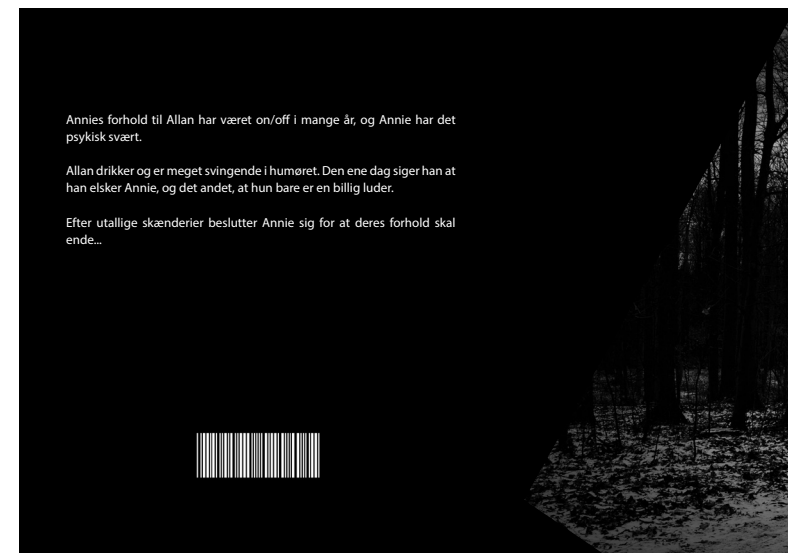 Annies forhold til Allan har været on/off i mange år, og Annie har det
psykisk svært.
Allan drikker og er meget svingende i humøret. Den ene dag siger han at
han elsker Annie, og det andet, at hun bare er en billig luder.
Efter utallige skænderier beslutter Annie sig for at deres forhold skal
ende...